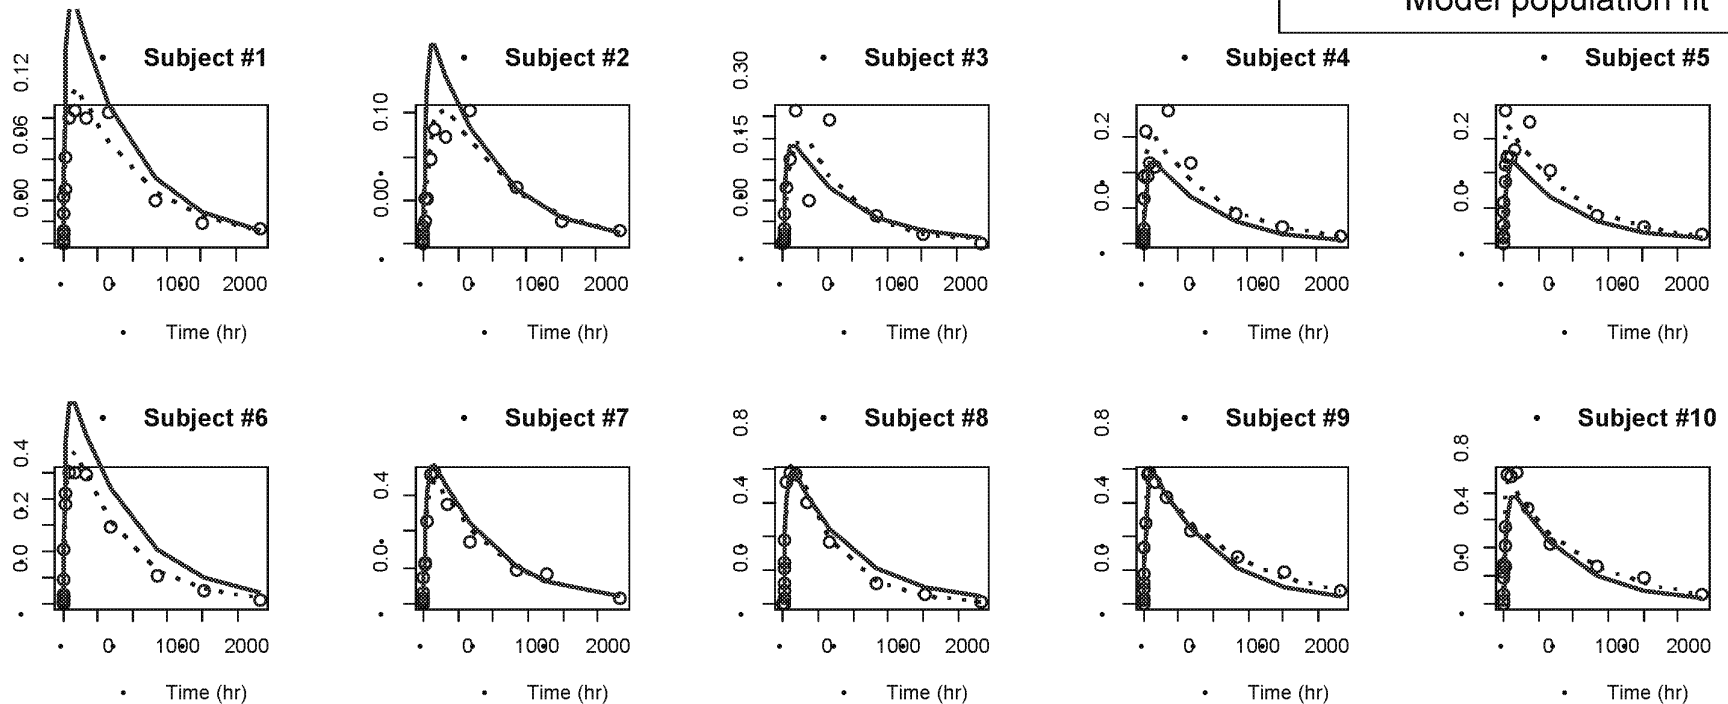 Model population fit
0.12 0.06 0.00 Subject #1
0.10 0.00 Subject #2
0.30 0.15 0.00 Subject #3
0.2 0.0 Subject #4
0.2 0.0 Subject #5
0 1000 2000
0 1000 2000
0 1000 2000
0 1000 2000
0 1000 2000
Time (hr)
Time (hr)
Time (hr)
Time (hr)
Time (hr)
0.4 0.2 0.0 Subject #6
0.4 0.0 Subject #7
0.8 0.4 0.0 Subject #8
0.8 0.4 0.0 Subject #9
0.8 0.4 0.0 Subject #10
0 1000 2000
0 1000 2000
0 1000 2000
0 1000 2000
0 1000 2000
Time (hr)
Time (hr)
Time (hr)
Time (hr)
Time (hr)